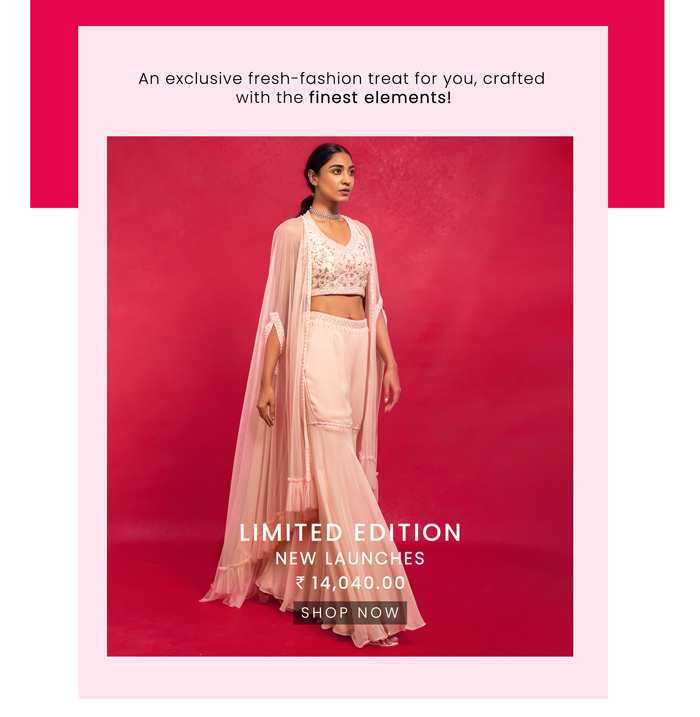 An exclusive fresh-fashion treat for you, crafted
with the finest elements!
LIMITED EDITION
NEW LAUNCHES
₹ 14,040.00
SHOP NOW